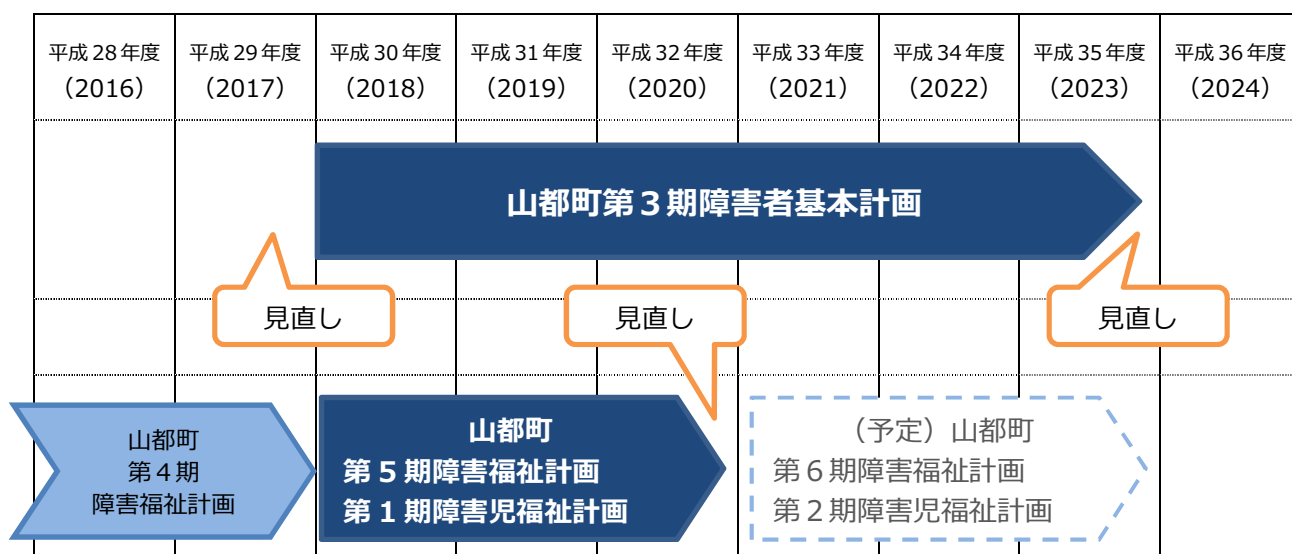 平成28年度
（2016）
平成29年度
（2017）
平成30年度
（2018）
平成31年度
（2019）
平成32年度
（2020）
平成33年度
（2021）
平成34年度
（2022）
平成35年度
（2023）
平成36年度
（2024）
山都町第３期障害者基本計画
見直し
見直し
見直し
山都町
第４期
障害福祉計画
山都町
第５期障害福祉計画
第１期障害児福祉計画
（予定）山都町
第６期障害福祉計画
第２期障害児福祉計画